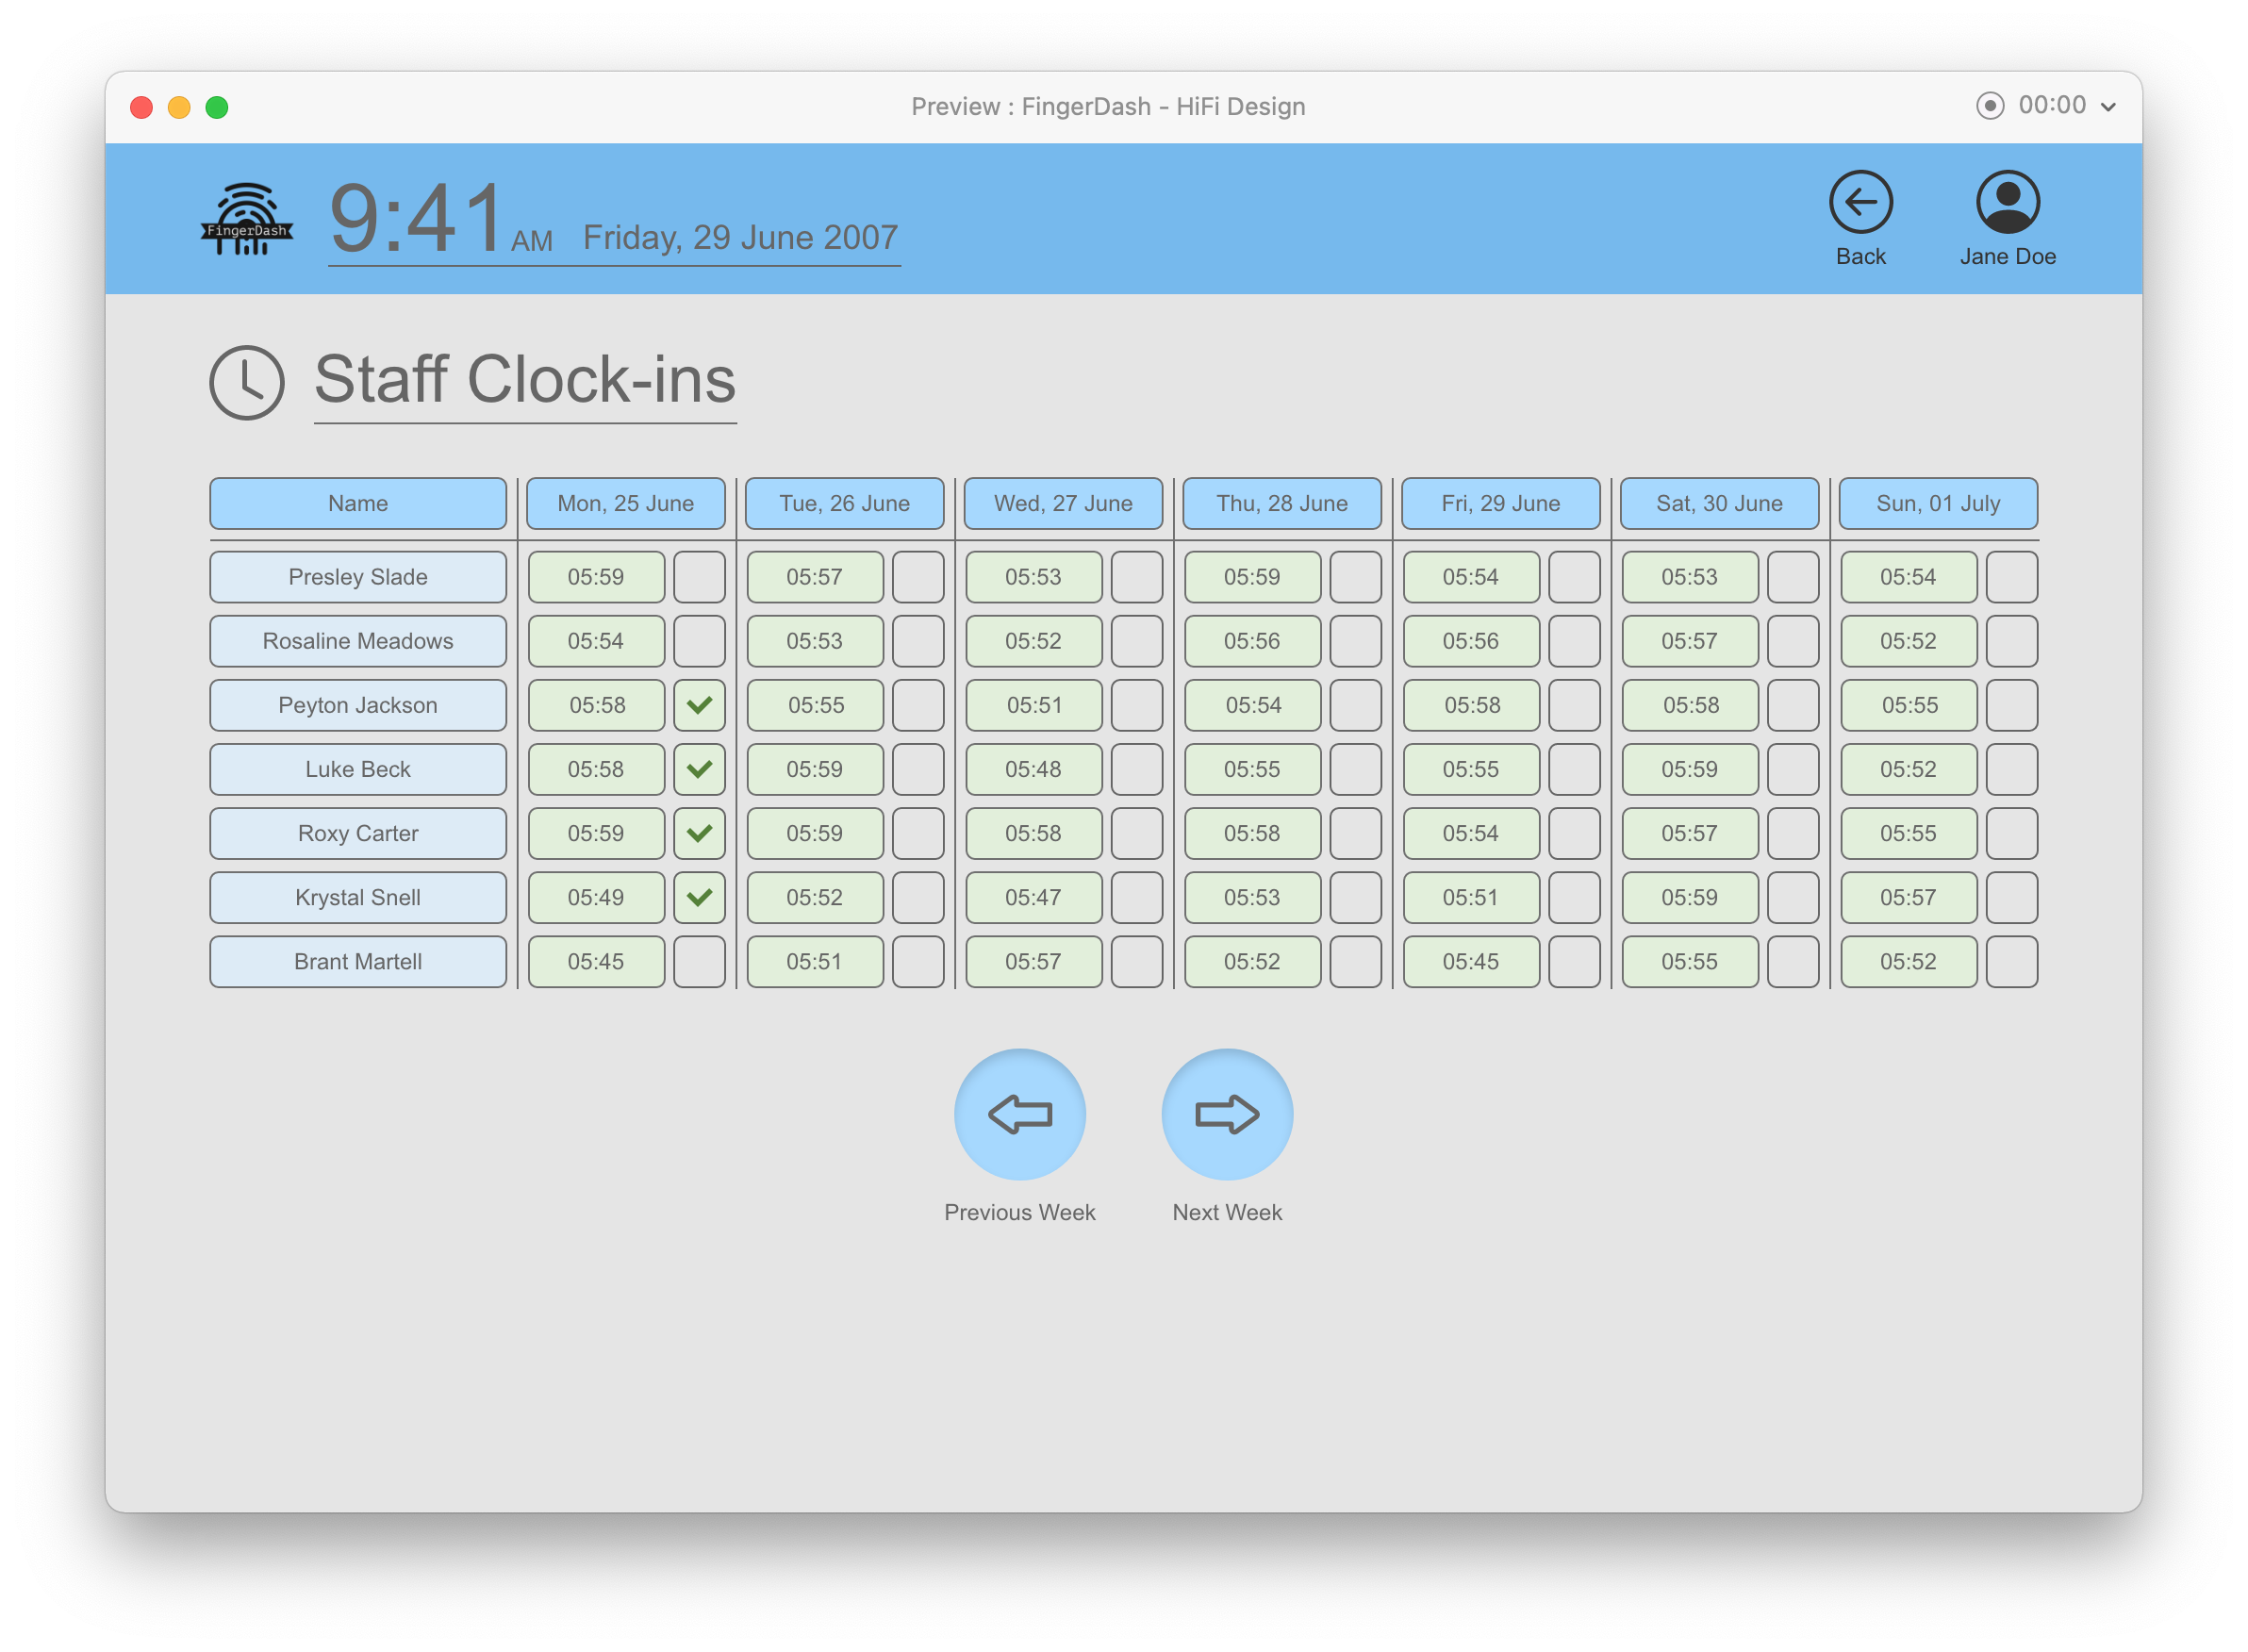 Preview : FingerDash - HiFi Design
00:00
FingerDash
9:41 AM Friday, 29 June 2007
Back
Jane Doe
Staff Clock-ins
Name Mon, 25 June Tue, 26 June Wed, 27 June Thu, 28 June Fri, 29 June Sat, 30 June Sun, 01 July
Presley Slade 05:59 05:57 05:53 05:59 05:54 05:53 05:54
Rosaline Meadows 05:54 05:53 05:52 05:56 05:56 05:57 05:52
Peyton Jackson 05:58 05:55 05:51 05:54 05:58 05:58 05:55
Luke Beck 05:58 05:59 05:48 05:55 05:55 05:59 05:52
Roxy Carter 05:59 05:59 05:58 05:58 05:54 05:57 05:55
Krystal Snell 05:49 05:52 05:47 05:53 05:51 05:59 05:57
Brant Martell 05:45 05:51 05:57 05:52 05:45 05:55 05:52
Previous Week
Next Week